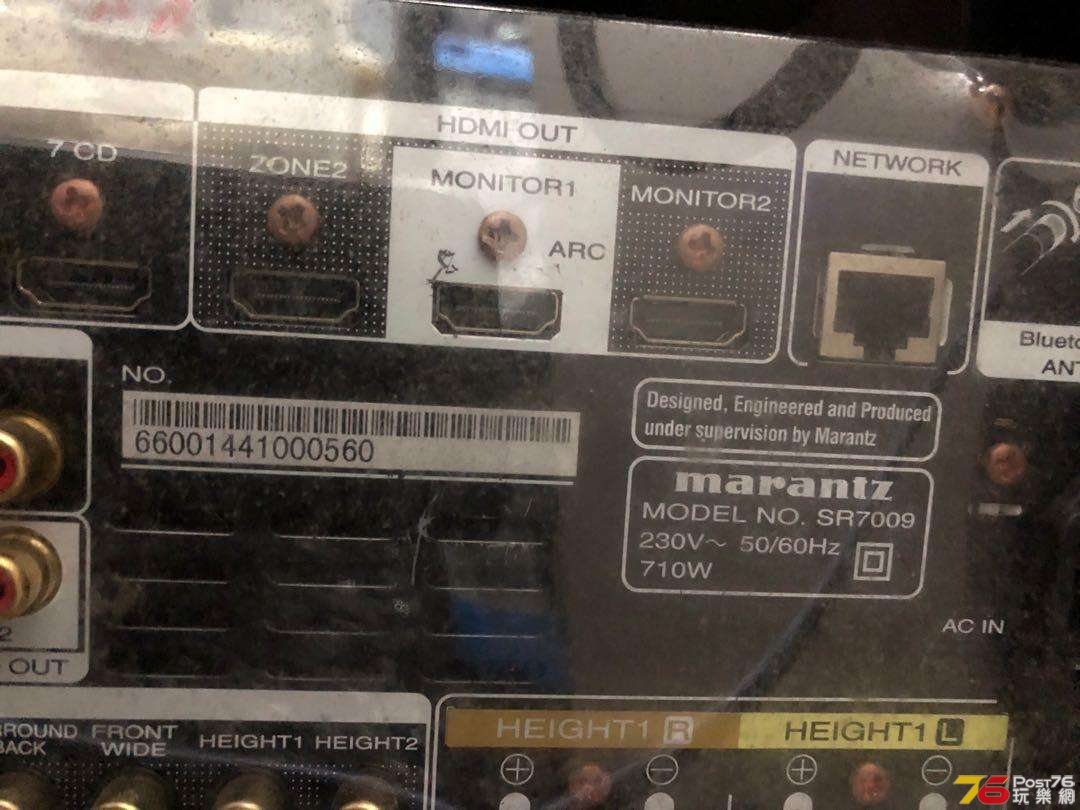 HDMI OUT
7 CD
ZONE2
MONITOR1
MONITOR2
ARC
NETWORK
ANT
NO.
66001441000560
Designed, Engineered and Produced
under supervision by Marantz
marantz
MODEL NO. SR7009
230V~ 50/60Hz
710W
AC IN
2
OUT
BACK
FRONT
WIDE
HEIGHT1
HEIGHT2
HEIGHT1 R
HEIGHT1 L
+ − + −
76 Post76
玩樂網